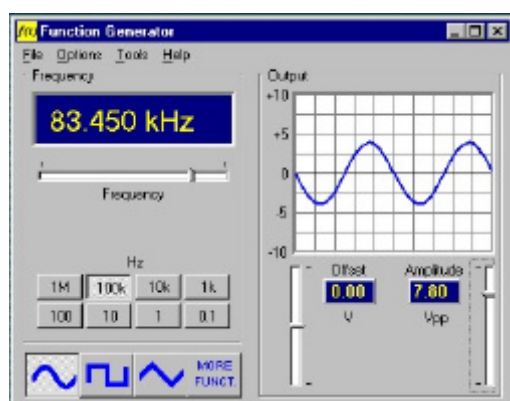 f(t) Function Generator
File Options Tools Help
Frequency
83.450 kHz
Frequency
Hz
1M 100k 10k 1k
100 10 1 0.1
MORE
FUNCT.
Output
+10
+5
0
-5
-10
Offset Amplitude
0.00 7.80
V Vpp